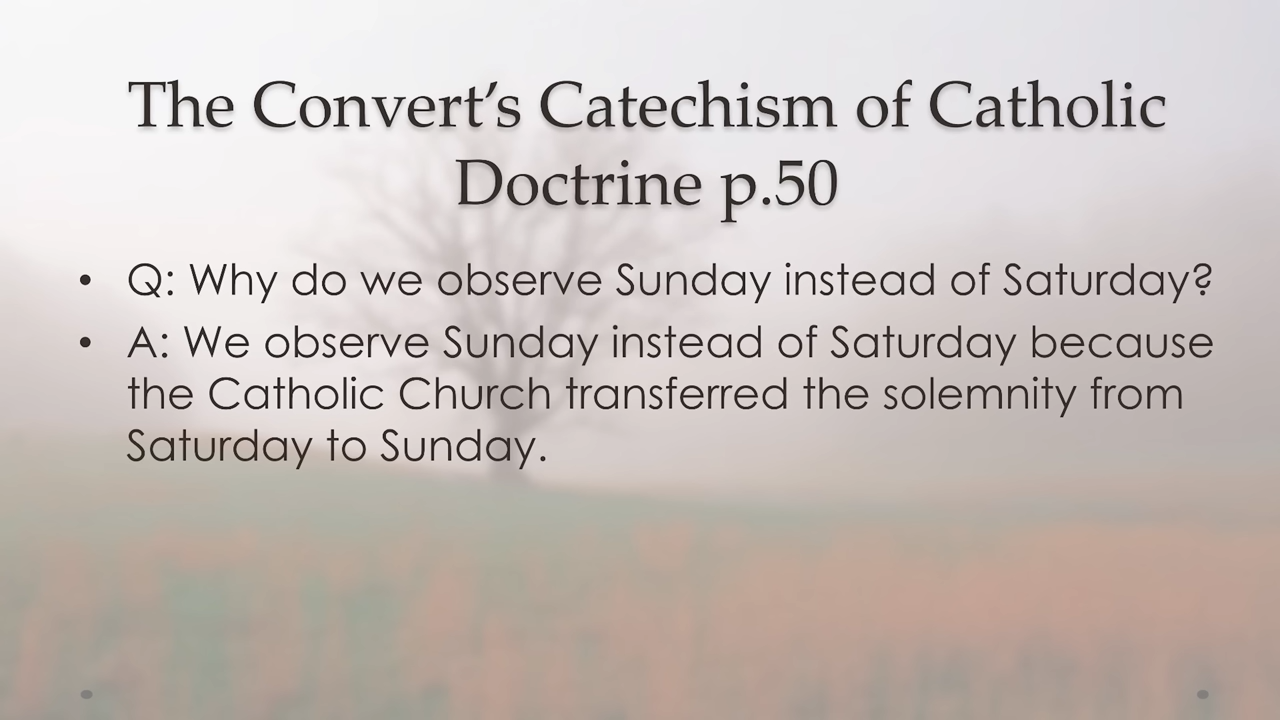 The Convert’s Catechism of Catholic
Doctrine p.50
• Q: Why do we observe Sunday instead of Saturday?
• A: We observe Sunday instead of Saturday because
the Catholic Church transferred the solemnity from
Saturday to Sunday.